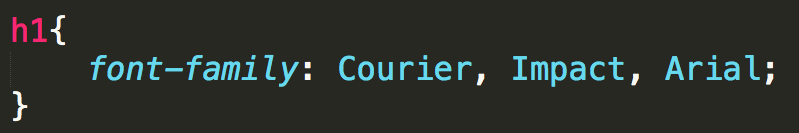 h1{
font-family: Courier, Impact, Arial;
}